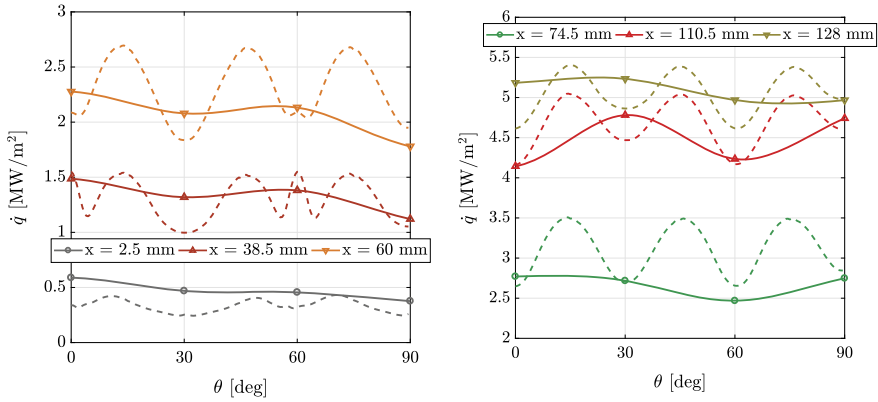 3
2.5
2
1.5
1
0.5
0
q̇ [MW/m²]
x = 2.5 mm x = 38.5 mm x = 60 mm
0 30 60 90
θ [deg]
6
5.5
5
4.5
4
3.5
3
2.5
2
q̇ [MW/m²]
x = 74.5 mm x = 110.5 mm x = 128 mm
0 30 60 90
θ [deg]